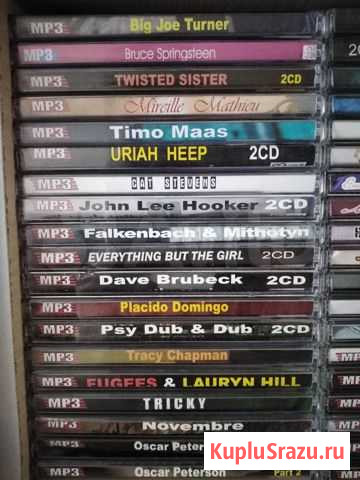 MP3 Big Joe Turner
MP3 Bruce Springsteen
MP3 TWISTED SISTER 2CD
MP3 Mireille Mathieu
MP3 Timo Maas
MP3 URIAH HEEP 2CD
MP3 CAT STEVENS
MP3 John Lee Hooker 2CD
MP3 Falkenbach & Mithotyn
MP3 EVERYTHING BUT THE GIRL 2CD
MP3 Dave Brubeck 2CD
MP3 Placido Domingo
MP3 Psy Dub & Dub 2CD
MP3 Tracy Chapman
MP3 FUGEES & LAURYN HILL
MP3 TRICKY
MP3 Novembre
MP3 Oscar Peterson
MP3 Oscar Peterson Part 2
KupluSrazu.ru